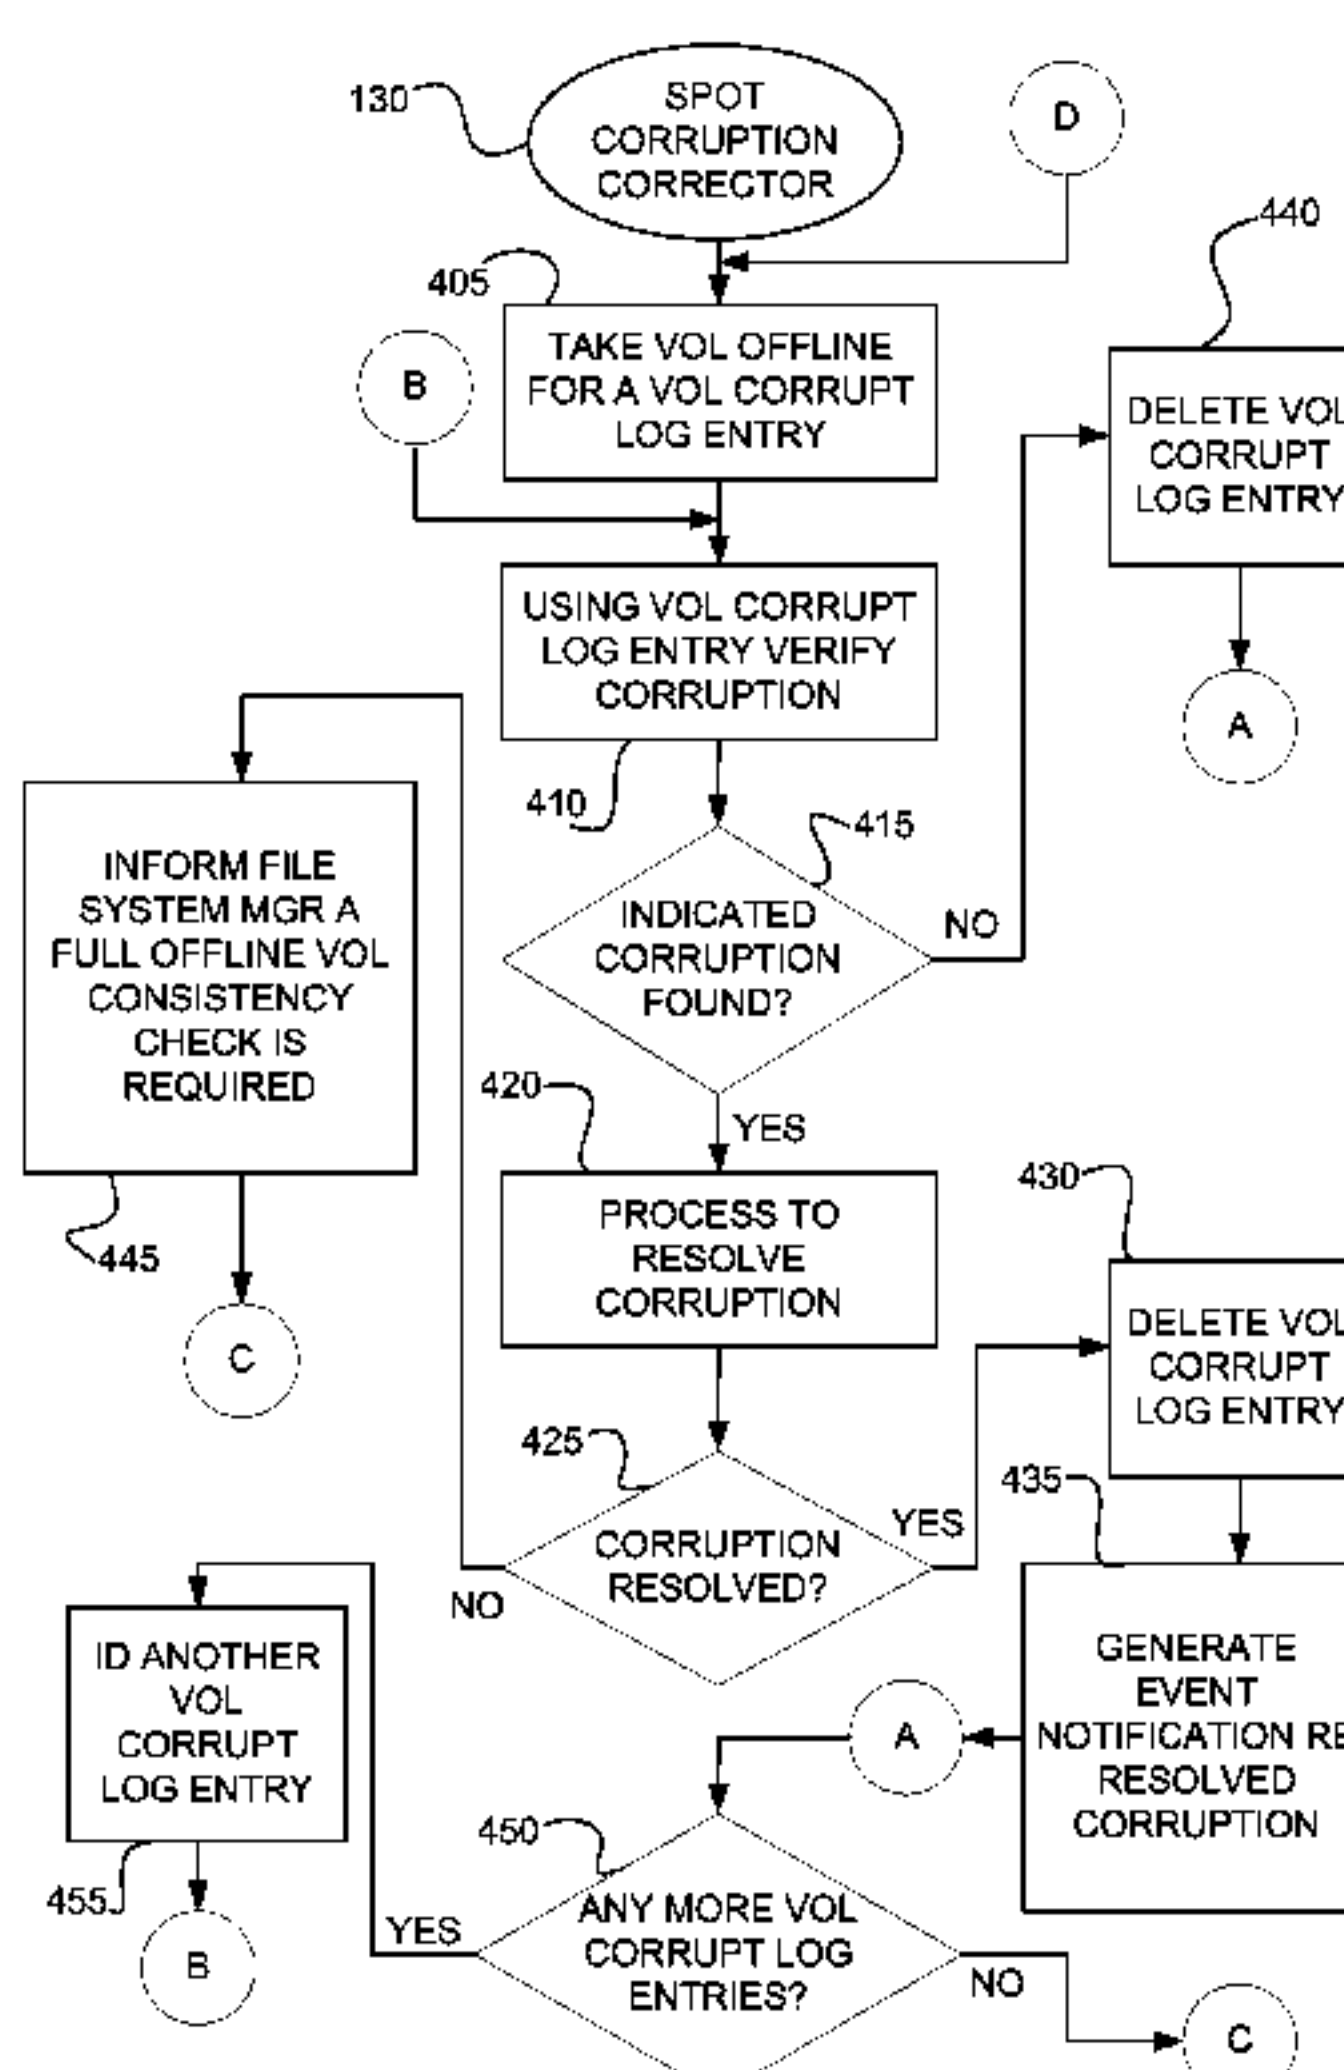 130
SPOT
CORRUPTION
CORRECTOR
D
440
405
TAKE VOL OFFLINE
FOR A VOL CORRUPT
LOG ENTRY
B
DELETE VOL
CORRUPT
LOG ENTRY
USING VOL CORRUPT
LOG ENTRY VERIFY
CORRUPTION
A
410
415
INFORM FILE
SYSTEM MGR A
FULL OFFLINE VOL
CONSISTENCY
CHECK IS
REQUIRED
INDICATED
CORRUPTION
FOUND?
NO
420
YES
430
445
PROCESS TO
RESOLVE
CORRUPTION
C
DELETE VOL
CORRUPT
LOG ENTRY
425
435
YES
CORRUPTION
RESOLVED?
NO
ID ANOTHER
VOL
CORRUPT
LOG ENTRY
GENERATE
EVENT
NOTIFICATION RE
RESOLVED
CORRUPTION
A
450
455
YES
ANY MORE VOL
CORRUPT LOG
ENTRIES?
NO
B
C